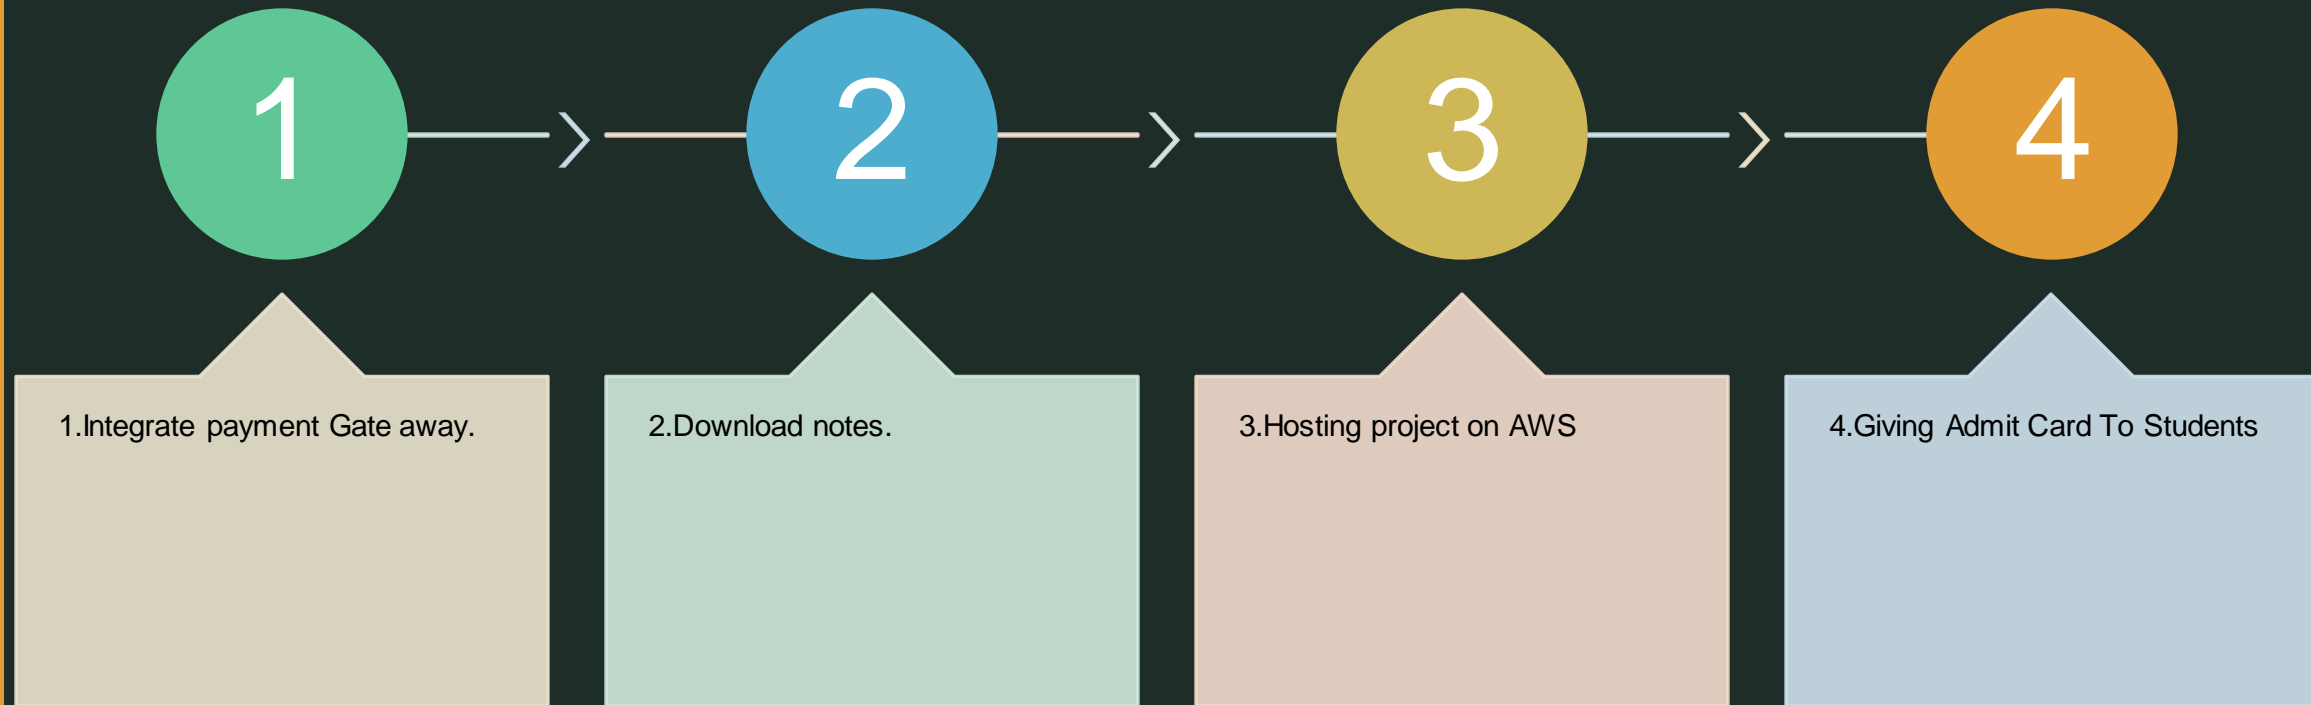 1
2
3
4
1.Integrate payment Gate away.
2.Download notes.
3.Hosting project on AWS
4.Giving Admit Card To Students